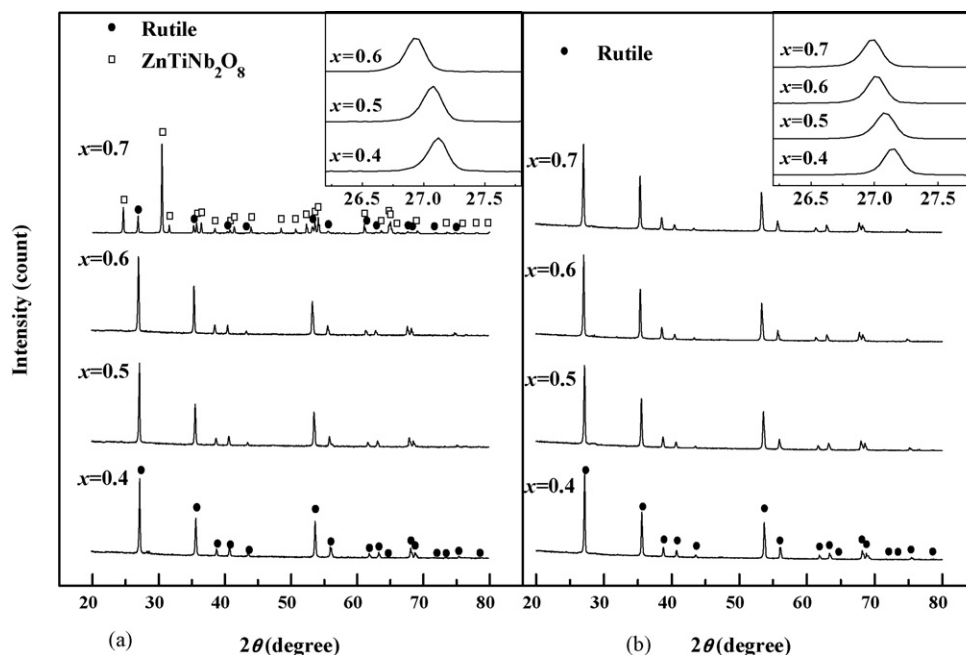 Rutile
ZnTiNb2O8
x=0.6
x=0.5
x=0.4
26.5 27.0 27.5
x=0.7
x=0.6
x=0.5
x=0.4
20 30 40 50 60 70 80
(a)
2θ(degree)
Intensity (count)
Rutile
x=0.7
x=0.6
x=0.5
x=0.4
26.5 27.0 27.5
x=0.7
x=0.6
x=0.5
x=0.4
20 30 40 50 60 70 80
(b)
2θ(degree)